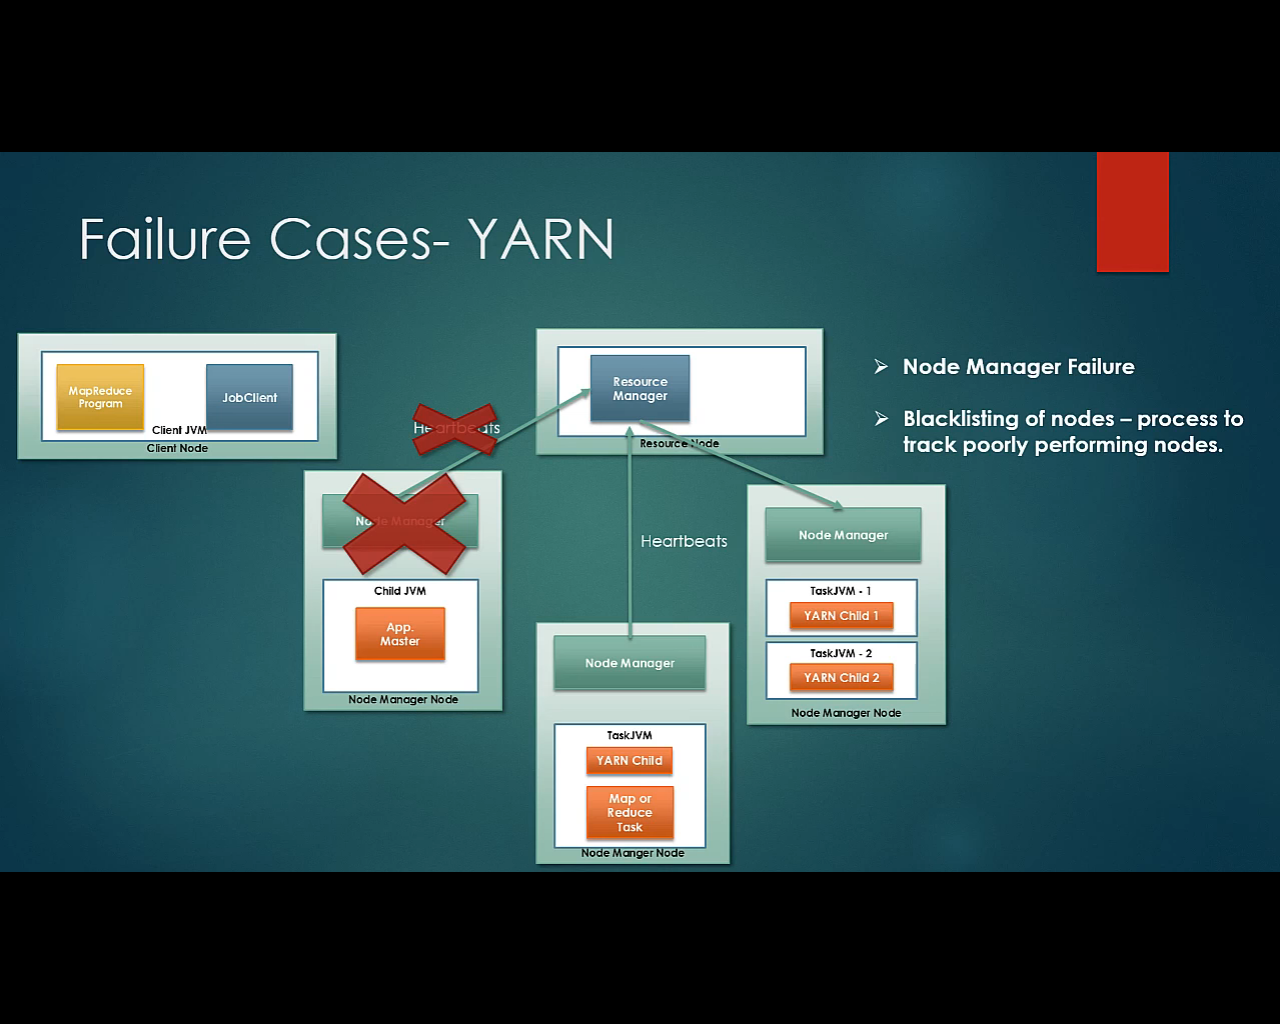 Failure Cases- YARN
MapReduce
Program
JobClient
Client JVM
Client Node
Resource
Manager
Resource Node
Heartbeats
Node Manager
Child JVM
App.
Master
Node Manager Node
Heartbeats
Node Manager
TaskJVM
YARN Child
Map or
Reduce
Task
Node Manger Node
Node Manager
TaskJVM - 1
YARN Child 1
TaskJVM - 2
YARN Child 2
Node Manager Node
Node Manager Failure
Blacklisting of nodes – process to
track poorly performing nodes.